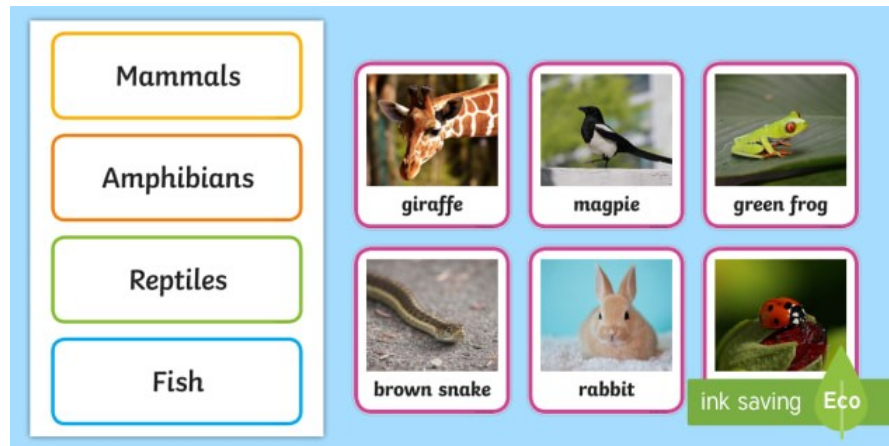 Mammals
Amphibians
Reptiles
Fish
giraffe
magpie
green frog
brown snake
rabbit
ink saving
Eco